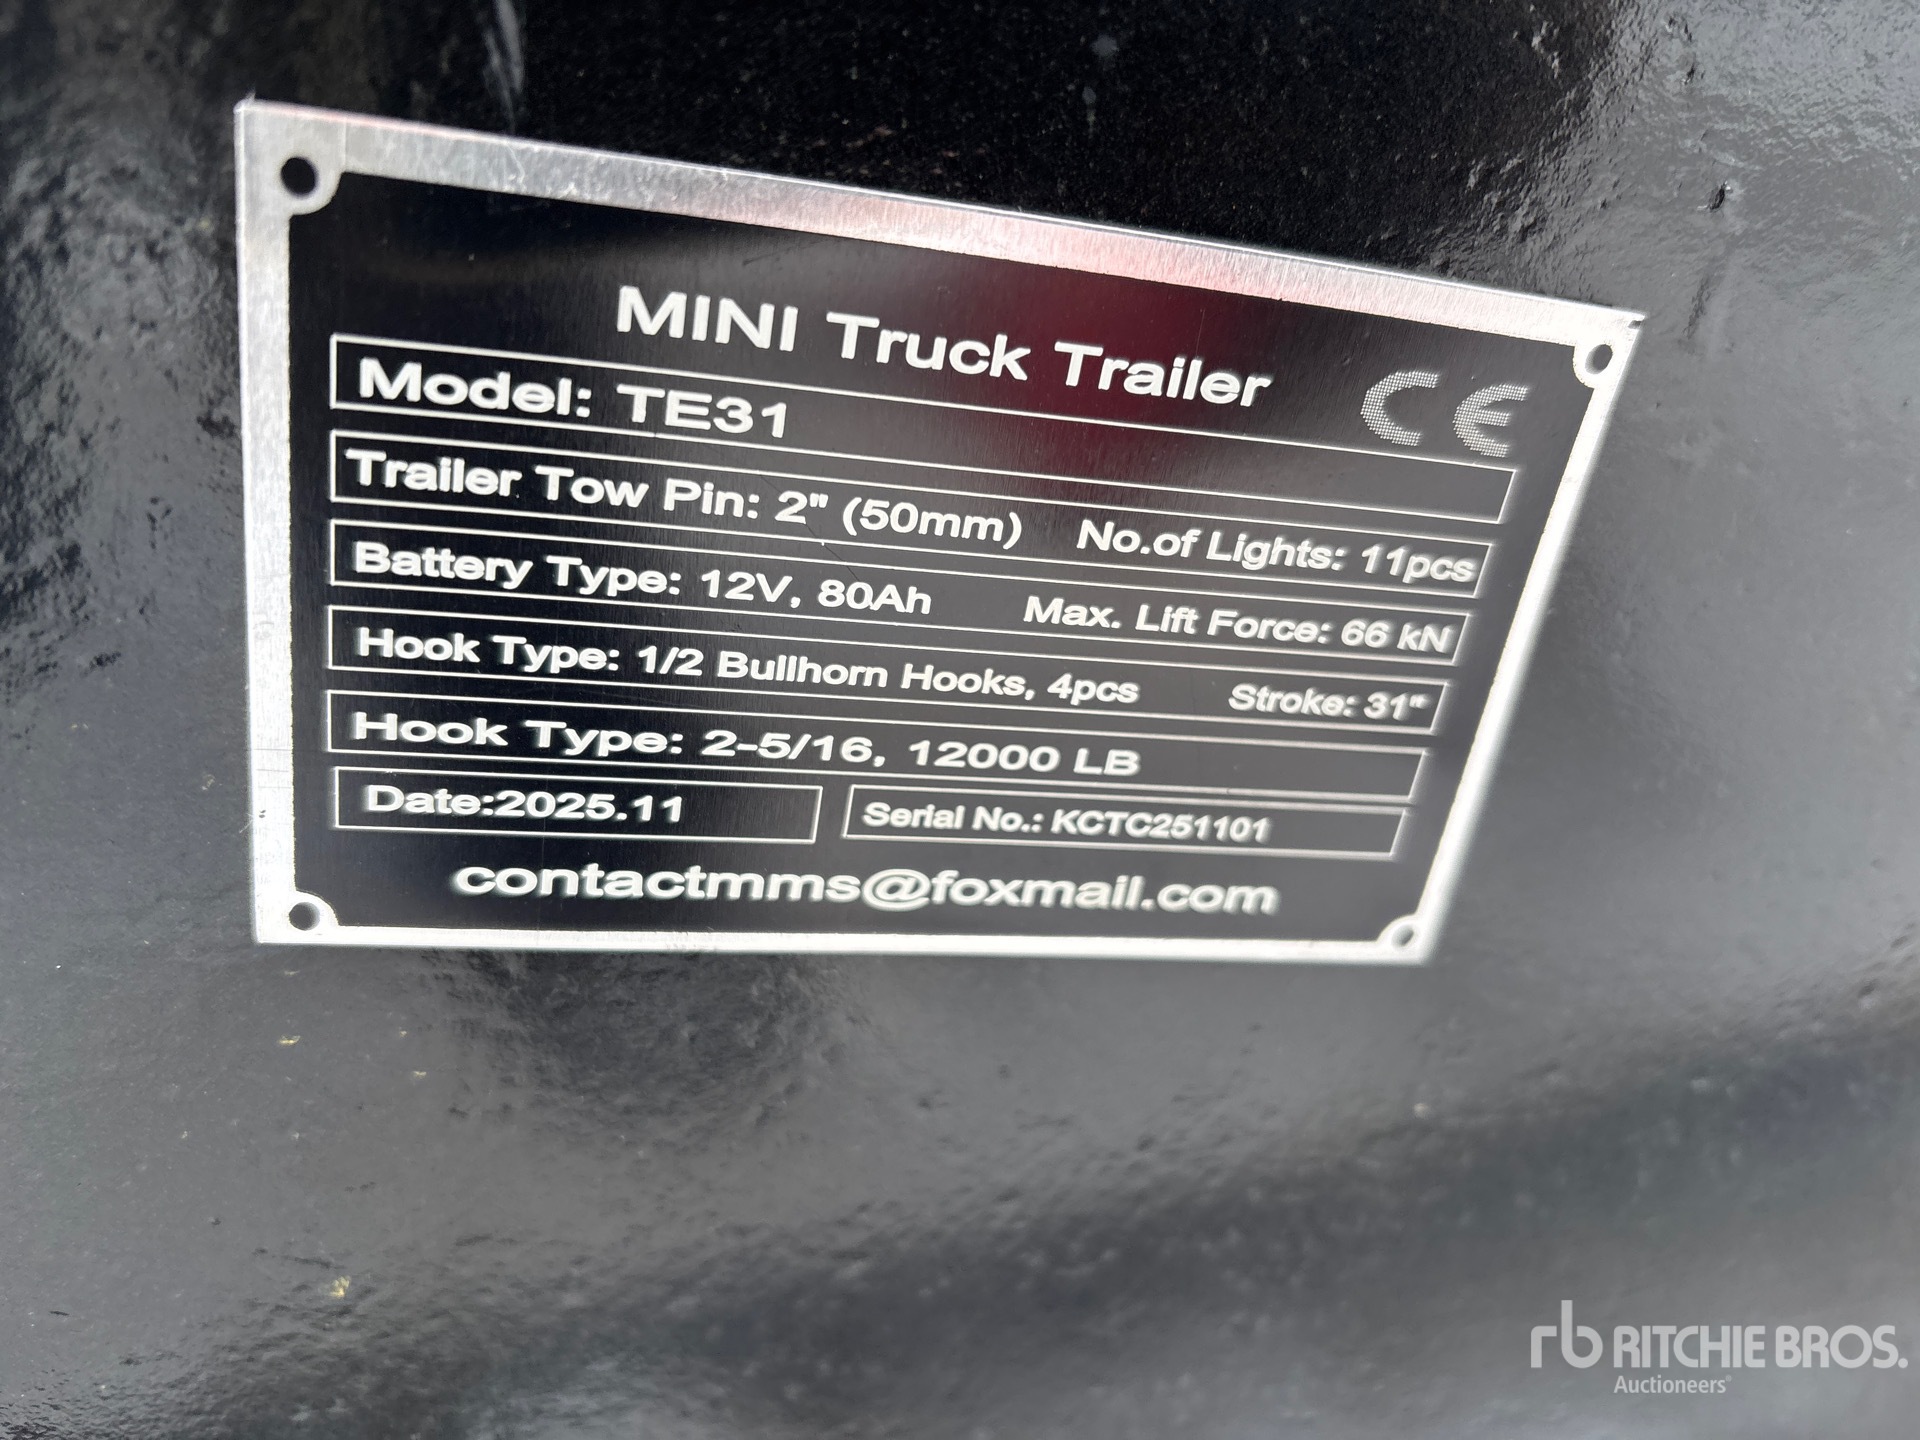 MINI Truck Trailer
CE
Model: TE31
Trailer Tow Pin: 2" (50mm) No.of Lights: 11pcs
Battery Type: 12V, 80Ah Max. Lift Force: 66 kN
Hook Type: 1/2 Bullhorn Hooks, 4pcs Stroke: 31"
Hook Type: 2-5/16, 12000 LB
Date:2025.11 Serial No.: KCTC251101
contactmms@foxmail.com
rb RITCHIE BROS.
Auctioneers